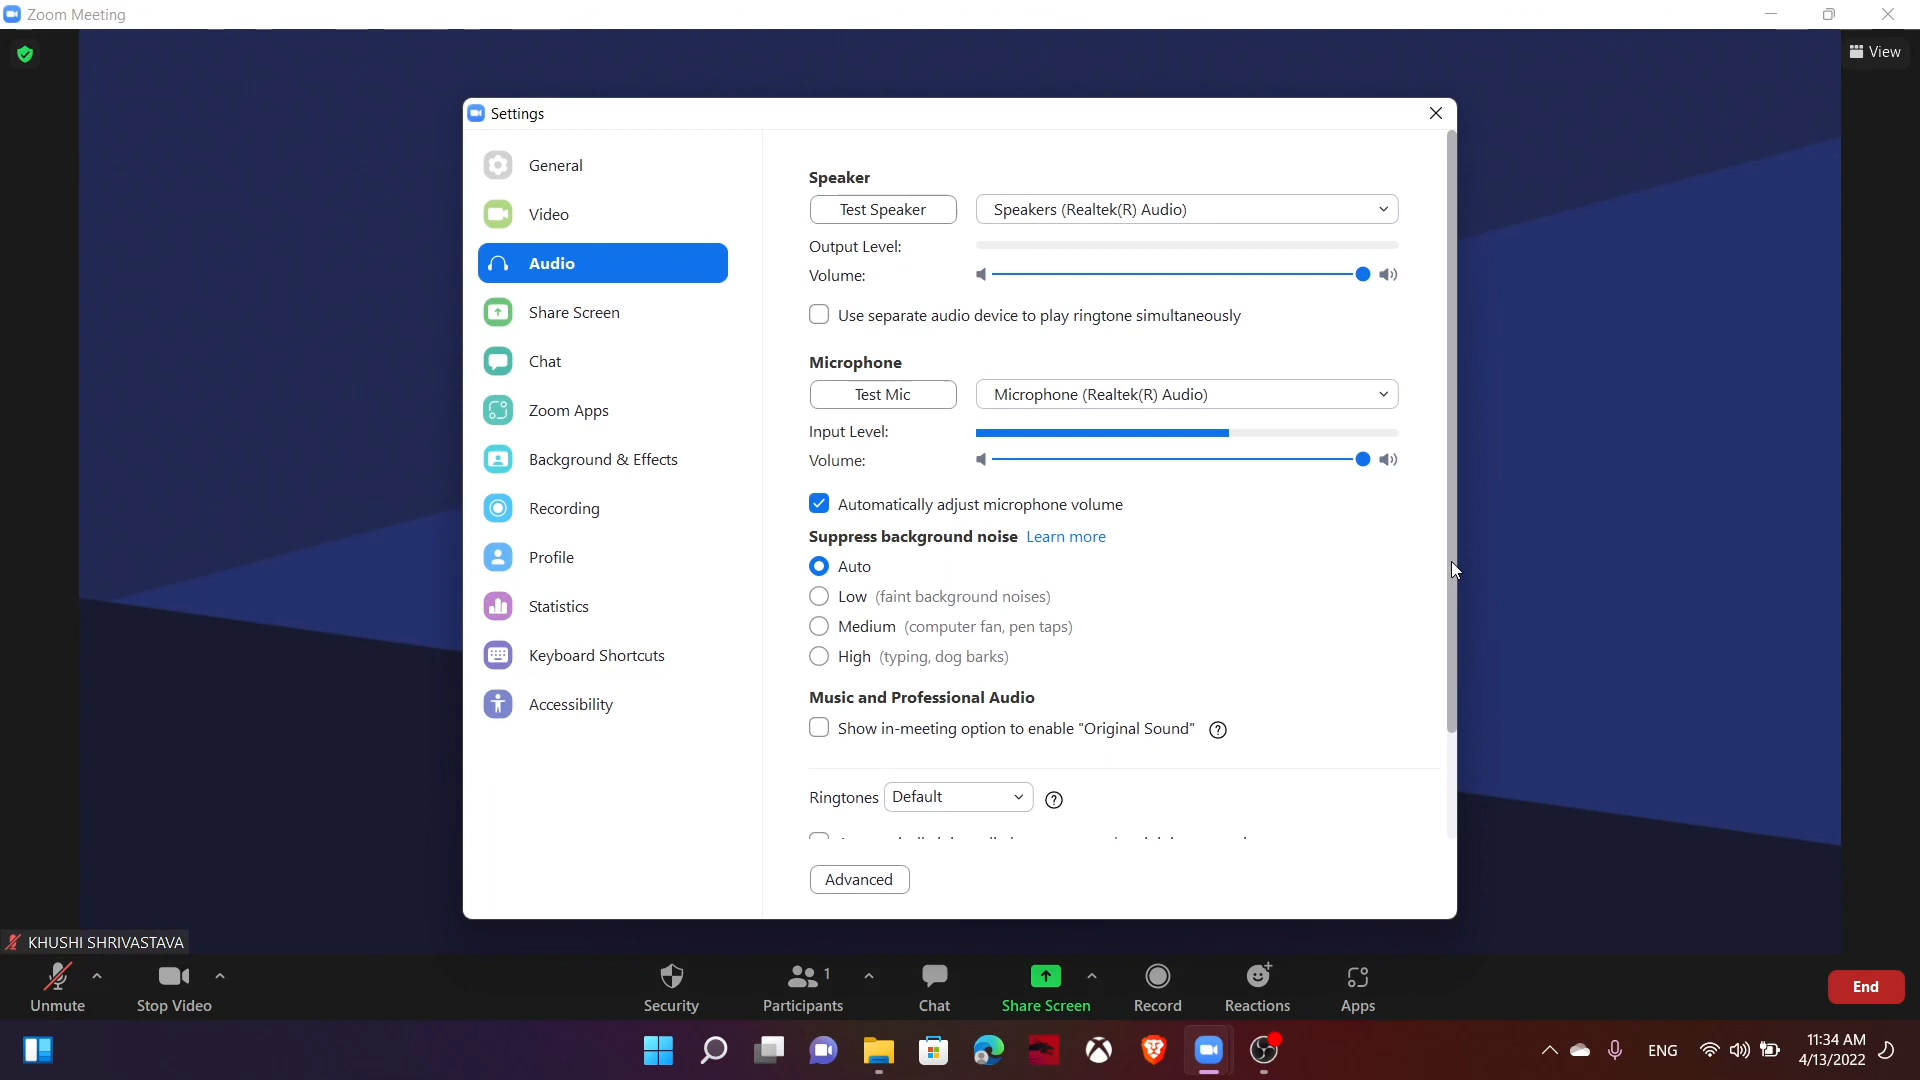 Zoom Meeting
View
Settings
General
Video
Audio
Share Screen
Chat
Zoom Apps
Background & Effects
Recording
Profile
Statistics
Keyboard Shortcuts
Accessibility
Speaker
Test Speaker
Speakers (Realtek(R) Audio)
Output Level:
Volume:
Use separate audio device to play ringtone simultaneously
Microphone
Test Mic
Microphone (Realtek(R) Audio)
Input Level:
Volume:
Automatically adjust microphone volume
Suppress background noise Learn more
Auto
Low (faint background noises)
Medium (computer fan, pen taps)
High (typing, dog barks)
Music and Professional Audio
Show in-meeting option to enable "Original Sound"
Ringtones Default
Advanced
KHUSHI SHRIVASTAVA
Unmute
Stop Video
Security
1
Participants
Chat
Share Screen
Record
Reactions
Apps
End
ENG
11:34 AM
4/13/2022